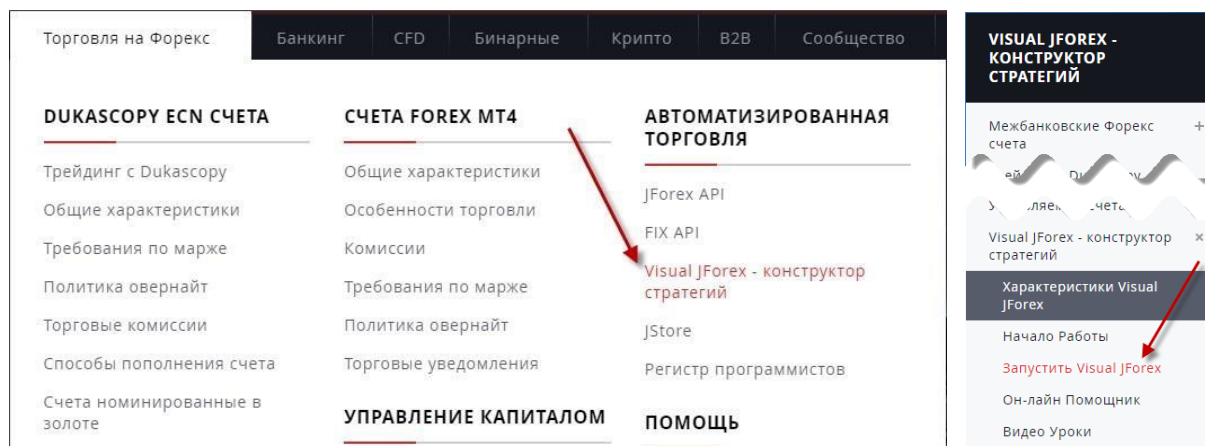 Торговля на Форекс
Банкинг
CFD
Бинарные
Крипто
B2B
Сообщество
DUKASCOPY ECN СЧЕТА
Трейдинг с Dukascopy
Общие характеристики
Требования по марже
Политика овернайт
Торговые комиссии
Способы пополнения счета
Счета номинированные в
золоте
СЧЕТА FOREX MT4
Общие характеристики
Особенности торговли
Комиссии
Требования по марже
Политика овернайт
Торговые уведомления
УПРАВЛЕНИЕ КАПИТАЛОМ
АВТОМАТИЗИРОВАННАЯ
ТОРГОВЛЯ
JForex API
FIX API
Visual JForex - конструктор
стратегий
JStore
Регистр программистов
ПОМОЩЬ
VISUAL JFOREX -
КОНСТРУКТОР
СТРАТЕГИЙ
Межбанковские Форекс
счета
Visual JForex - конструктор
стратегий
Характеристики Visual
JForex
Начало Работы
Запустить Visual JForex
Он-лайн Помощник
Видео Уроки